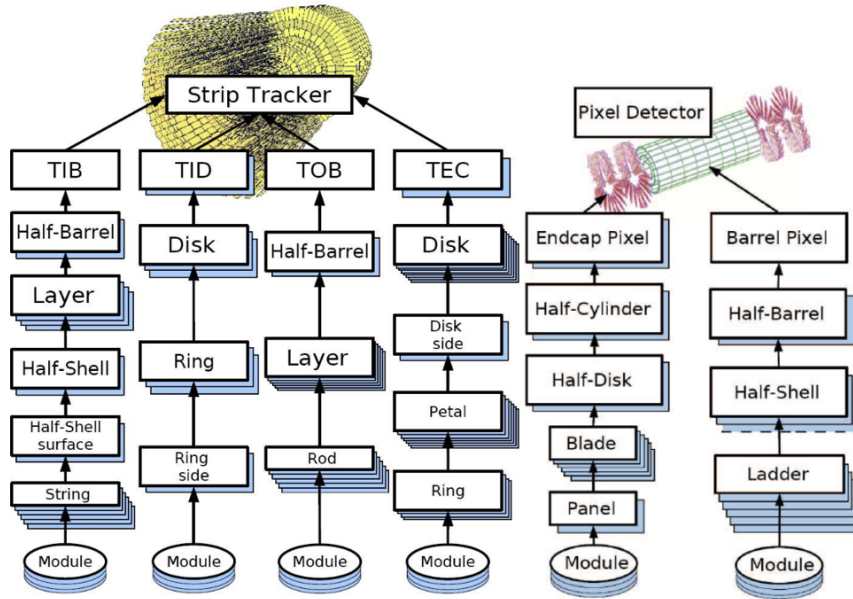 Strip Tracker
Pixel Detector
TIB
TID
TOB
TEC
Half-Barrel
Disk
Half-Barrel
Disk
Endcap Pixel
Barrel Pixel
Layer
Half-Cylinder
Half-Barrel
Disk
side
Half-Shell
Ring
Layer
Half-Disk
Half-Shell
Petal
Half-Shell
surface
Ring
side
Rod
Blade
Ladder
String
Ring
Panel
Module
Module
Module
Module
Module
Module